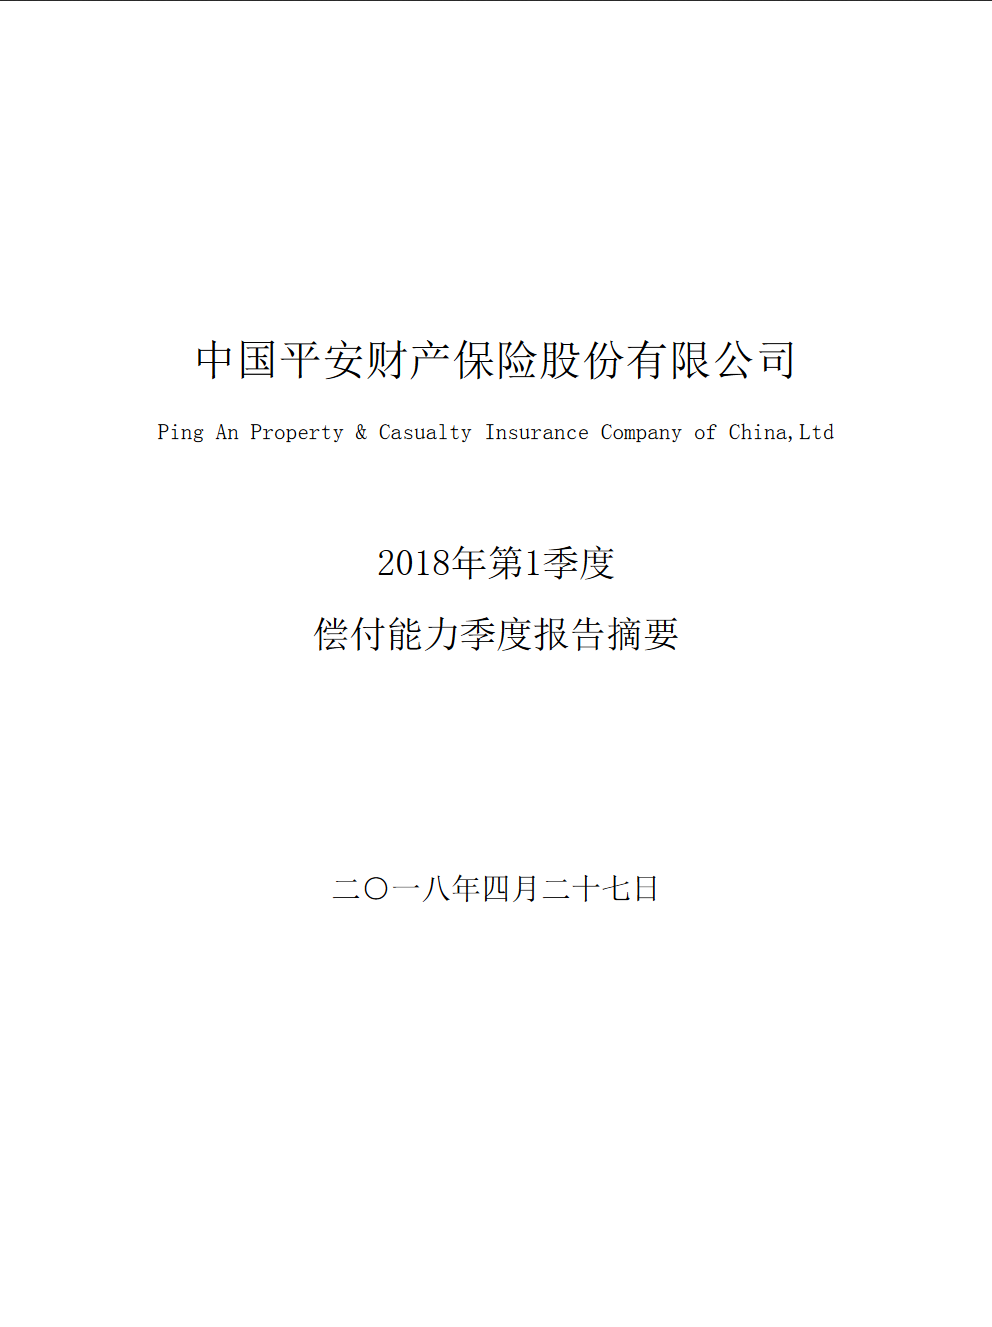 中国平安财产保险股份有限公司
Ping An Property & Casualty Insurance Company of China,Ltd
2018年第1季度
偿付能力季度报告摘要
二〇一八年四月二十七日